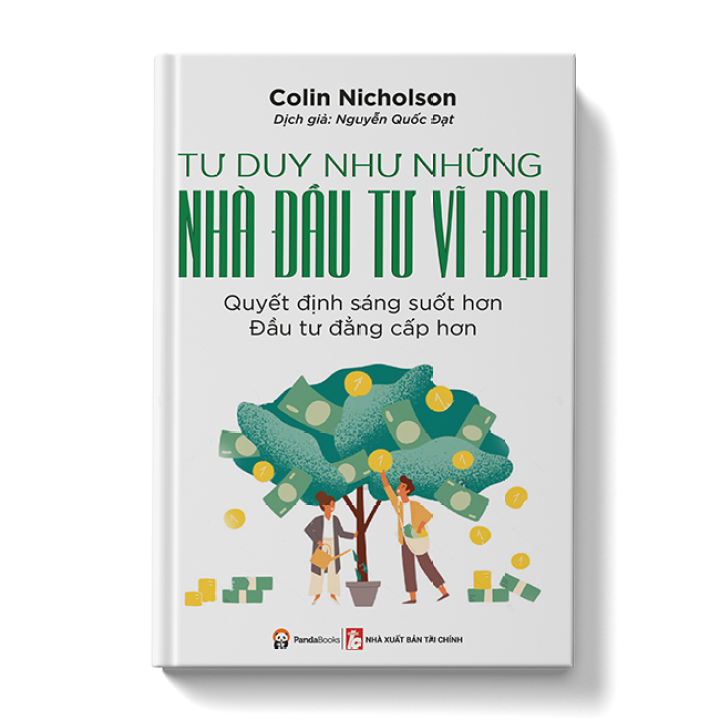 Colin Nicholson
Dịch giả: Nguyễn Quốc Đạt
TƯ DUY NHƯ NHỮNG
NHÀ ĐẦU TƯ VĨ ĐẠI
Quyết định sáng suốt hơn
Đầu tư đẳng cấp hơn
PandaBooks
NHÀ XUẤT BẢN TÀI CHÍNH